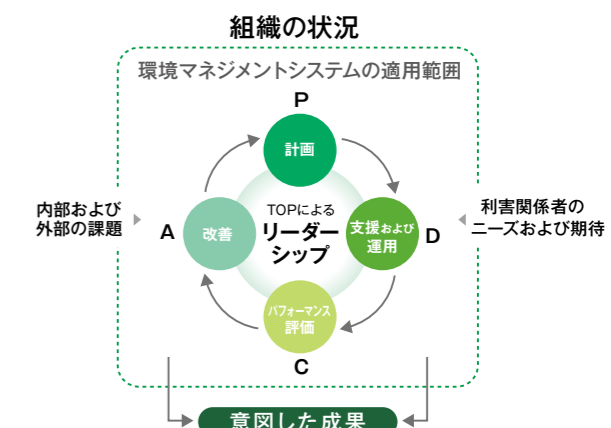 組織の状況
環境マネジメントシステムの適用範囲
P
計画
内部および
外部の課題
A
改善
TOPによる
リーダー
シップ
支援および
運用
D
利害関係者の
ニーズおよび期待
パフォーマンス
評価
C
意図した成果